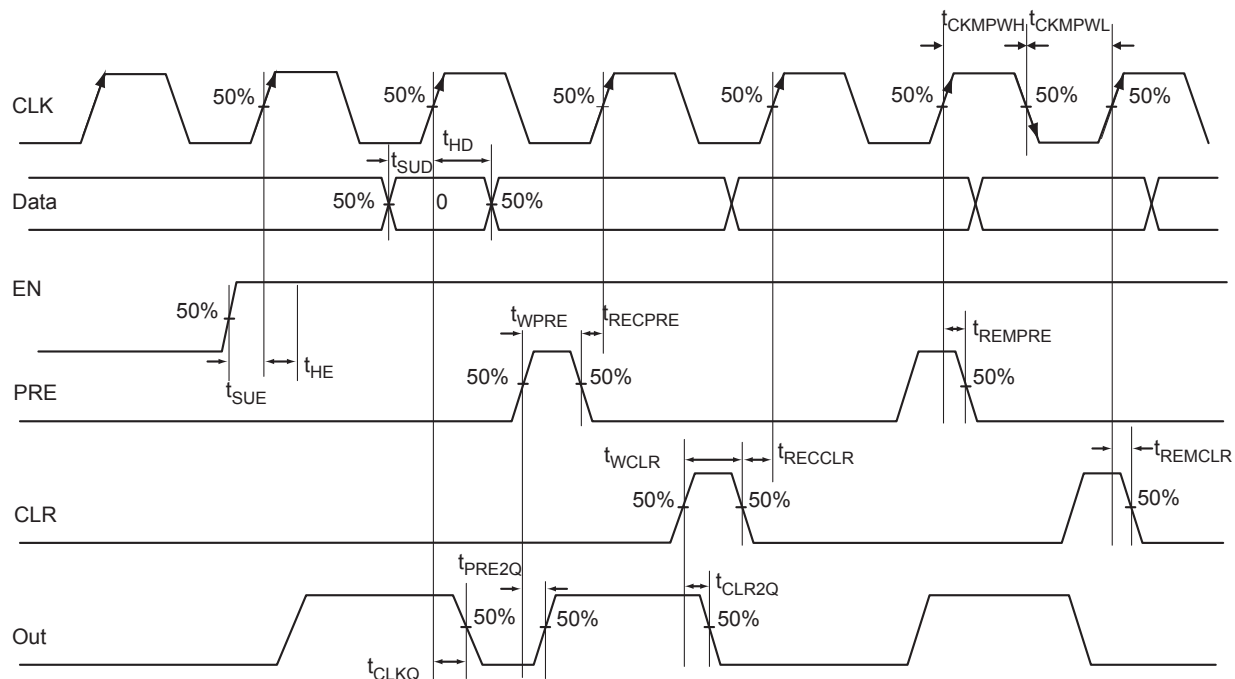 tCKMPWH tCKMPWL
CLK 50% 50% 50% 50% 50% 50% 50%
tSUD tHD
Data 50% 0 50%
EN
50% tWPRE tRECPRE tREMPRE
tSUE tHE
PRE 50% 50% 50%
tWCLR tRECCLR tREMCLR
CLR 50% 50% 50%
tPRE2Q tCLR2Q
Out 50% 50% 50%
tCLKQ